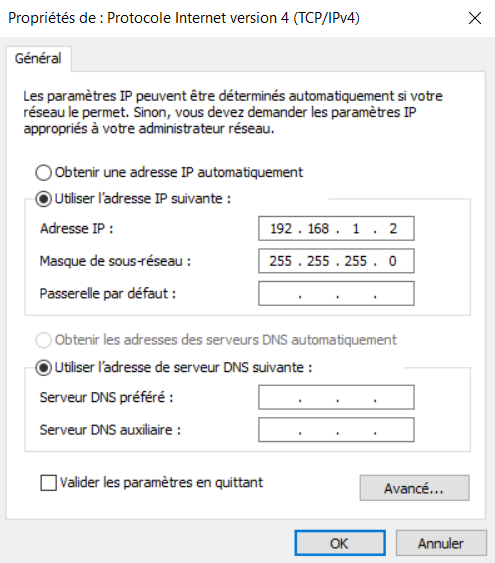 Propriétés de : Protocole Internet version 4 (TCP/IPv4)
Général
Les paramètres IP peuvent être déterminés automatiquement si votre
réseau le permet. Sinon, vous devez demander les paramètres IP
appropriés à votre administrateur réseau.
Obtenir une adresse IP automatiquement
Utiliser l'adresse IP suivante :
Adresse IP : 192 . 168 . 1 . 2
Masque de sous-réseau : 255 . 255 . 255 . 0
Passerelle par défaut : . . .
Obtenir les adresses des serveurs DNS automatiquement
Utiliser l'adresse de serveur DNS suivante :
Serveur DNS préféré : . . .
Serveur DNS auxiliaire : . . .
Valider les paramètres en quittant
Avancé...
OK Annuler